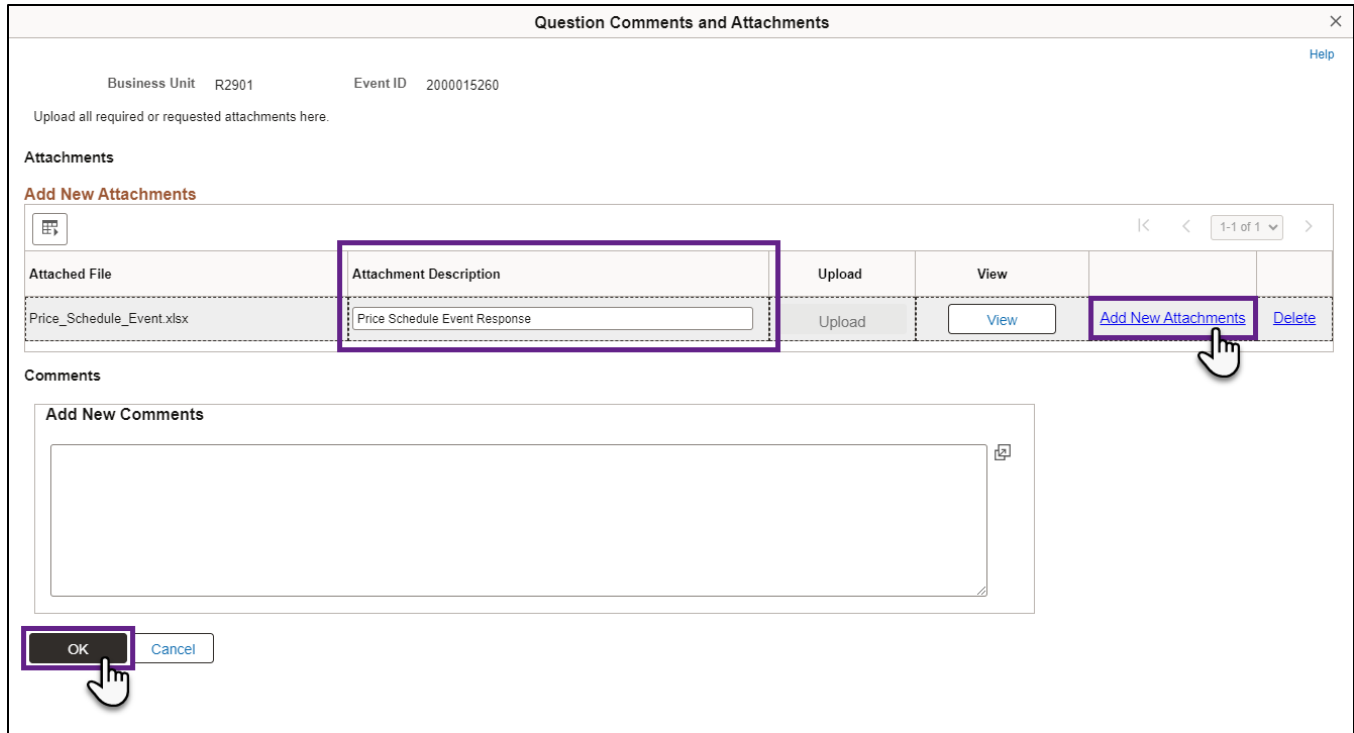 Question Comments and Attachments
Help
Business Unit R2901 Event ID 2000015260
Upload all required or requested attachments here.
Attachments
Add New Attachments
1-1 of 1
Attached File Attachment Description Upload View
Price_Schedule_Event.xlsx Price Schedule Event Response Upload View Add New Attachments Delete
Comments
Add New Comments
OK Cancel